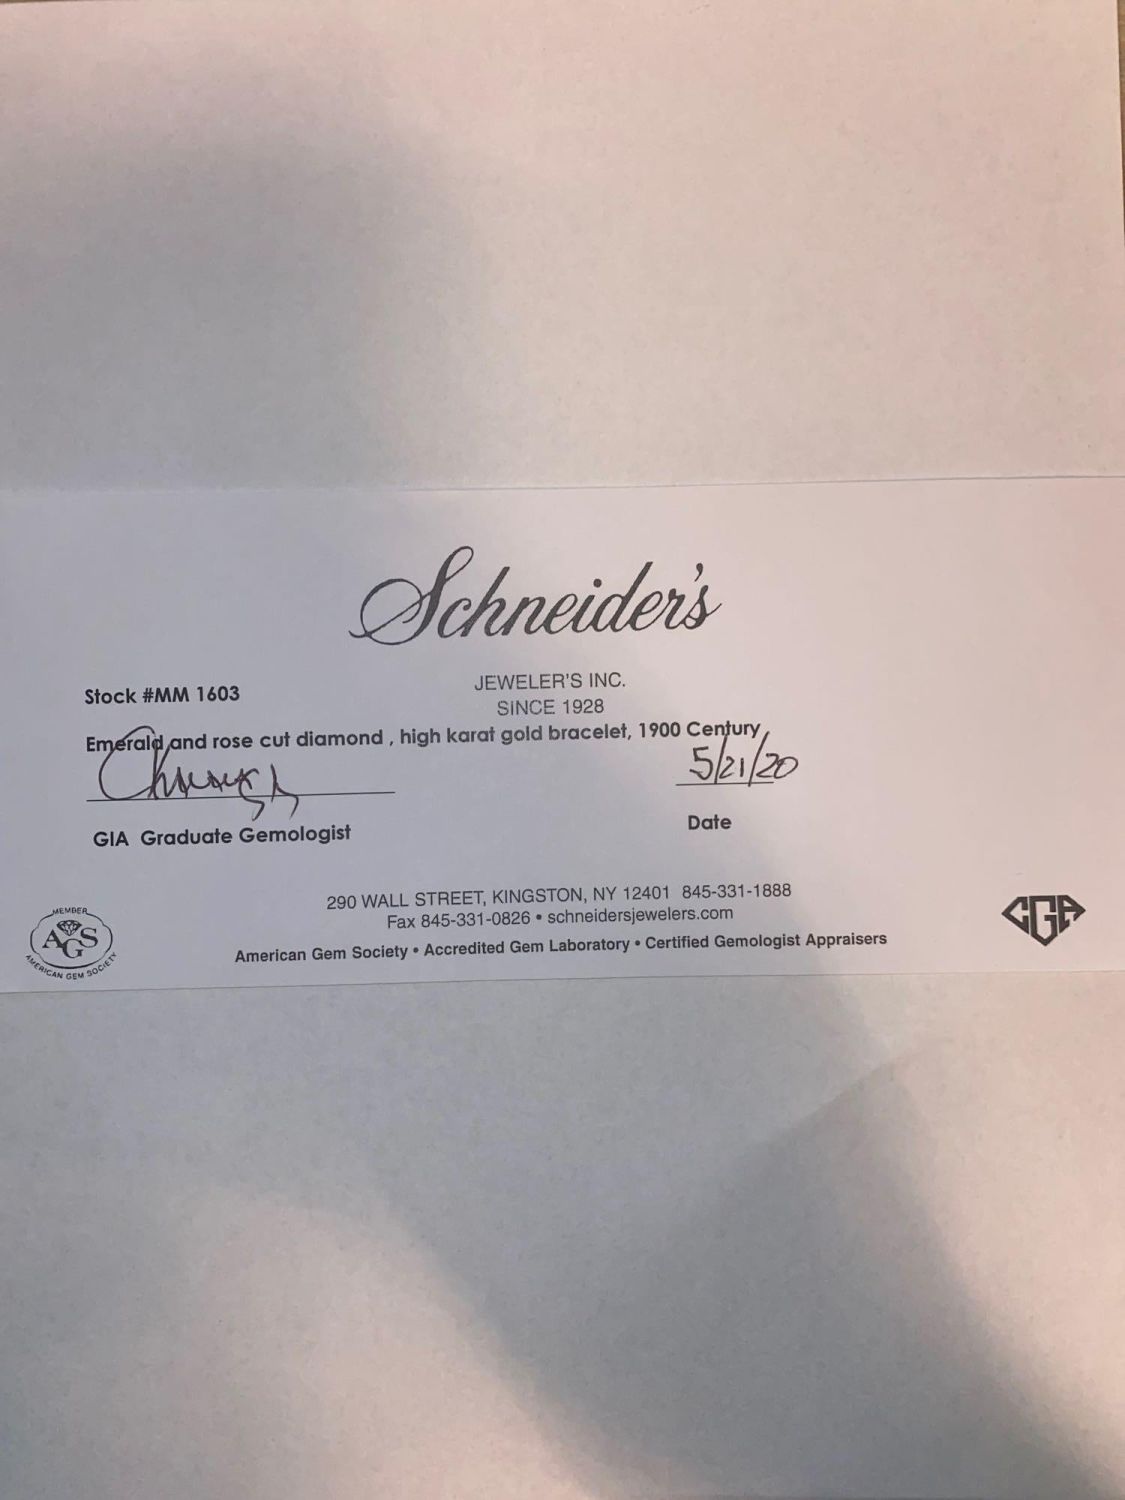 Schneider's
JEWELER'S INC.
SINCE 1928
Stock #MM 1603
Emerald and rose cut diamond , high karat gold bracelet, 1900 Century
5/21/20
GIA Graduate Gemologist
Date
290 WALL STREET, KINGSTON, NY 12401 845-331-1888
Fax 845-331-0826 • schneidersjewelers.com
American Gem Society • Accredited Gem Laboratory • Certified Gemologist Appraisers
MEMBER
AGS
AMERICAN GEM SOCIETY
CGA